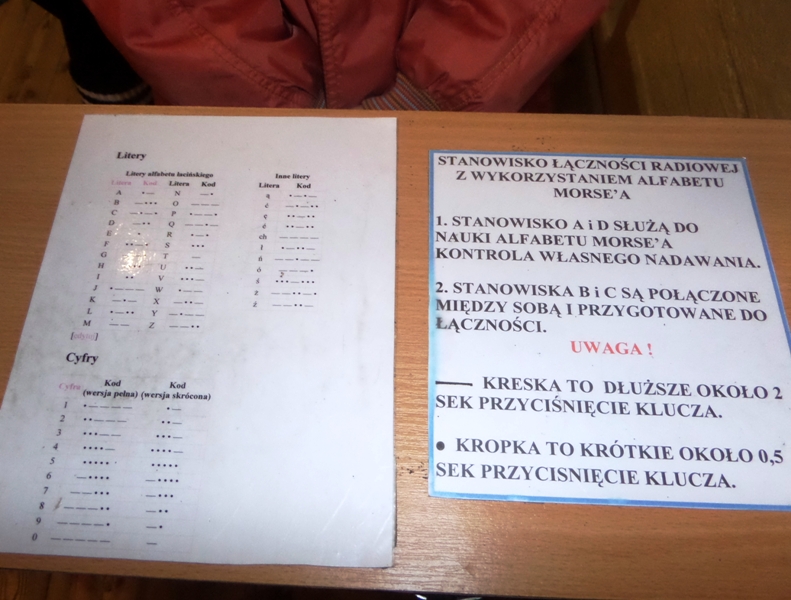 Litery
Litery alfabetu łacińskiego
Litera Kod Litera Kod
A •— N —•
B —••• O ———
C —•—• P •——•
D —•• Q ——•—
E R •—•
F S •••
G T —
H U ••—
I •• V •••—
J •——— W •——
K —•— X —••—
L •—•• Y —•——
M —— Z ——••
[edytuj]
Inne litery
Litera Kod
ą •—•—
ć —•—••
ę ••—••
é ••—••
ch ————
ł •—••—
ń ——•——
ó ———•
ś •••—•••
ż ——••—•
ź ——••—
Cyfry
Cyfra Kod (wersja pełna) Kod (wersja skrócona)
1 •———— •—
2 ••——— ••—
3 •••—— •••—
4 ••••— ••••—
5 ••••• •••••
6 —•••• —••••
7 ——••• —•••
8 ———•• —••
9 ————• —•
0 ————— —
STANOWISKO ŁĄCZNOŚCI RADIOWEJ
Z WYKORZYSTANIEM ALFABETU
MORSE'A
1. STANOWISKO A i D SŁUŻĄ DO
NAUKI ALFABETU MORSE'A
KONTROLA WŁASNEGO NADAWANIA.
2. STANOWISKA B i C SĄ POŁĄCZONE
MIĘDZY SOBĄ I PRZYGOTOWANE DO
ŁĄCZNOŚCI.
UWAGA !
— KRESKA TO DŁUŻSZE OKOŁO 2
SEK PRZYCIŚNIĘCIE KLUCZA.
• KROPKA TO KRÓTKIE OKOŁO 0,5
SEK PRZYCISNIĘCIE KLUCZA.